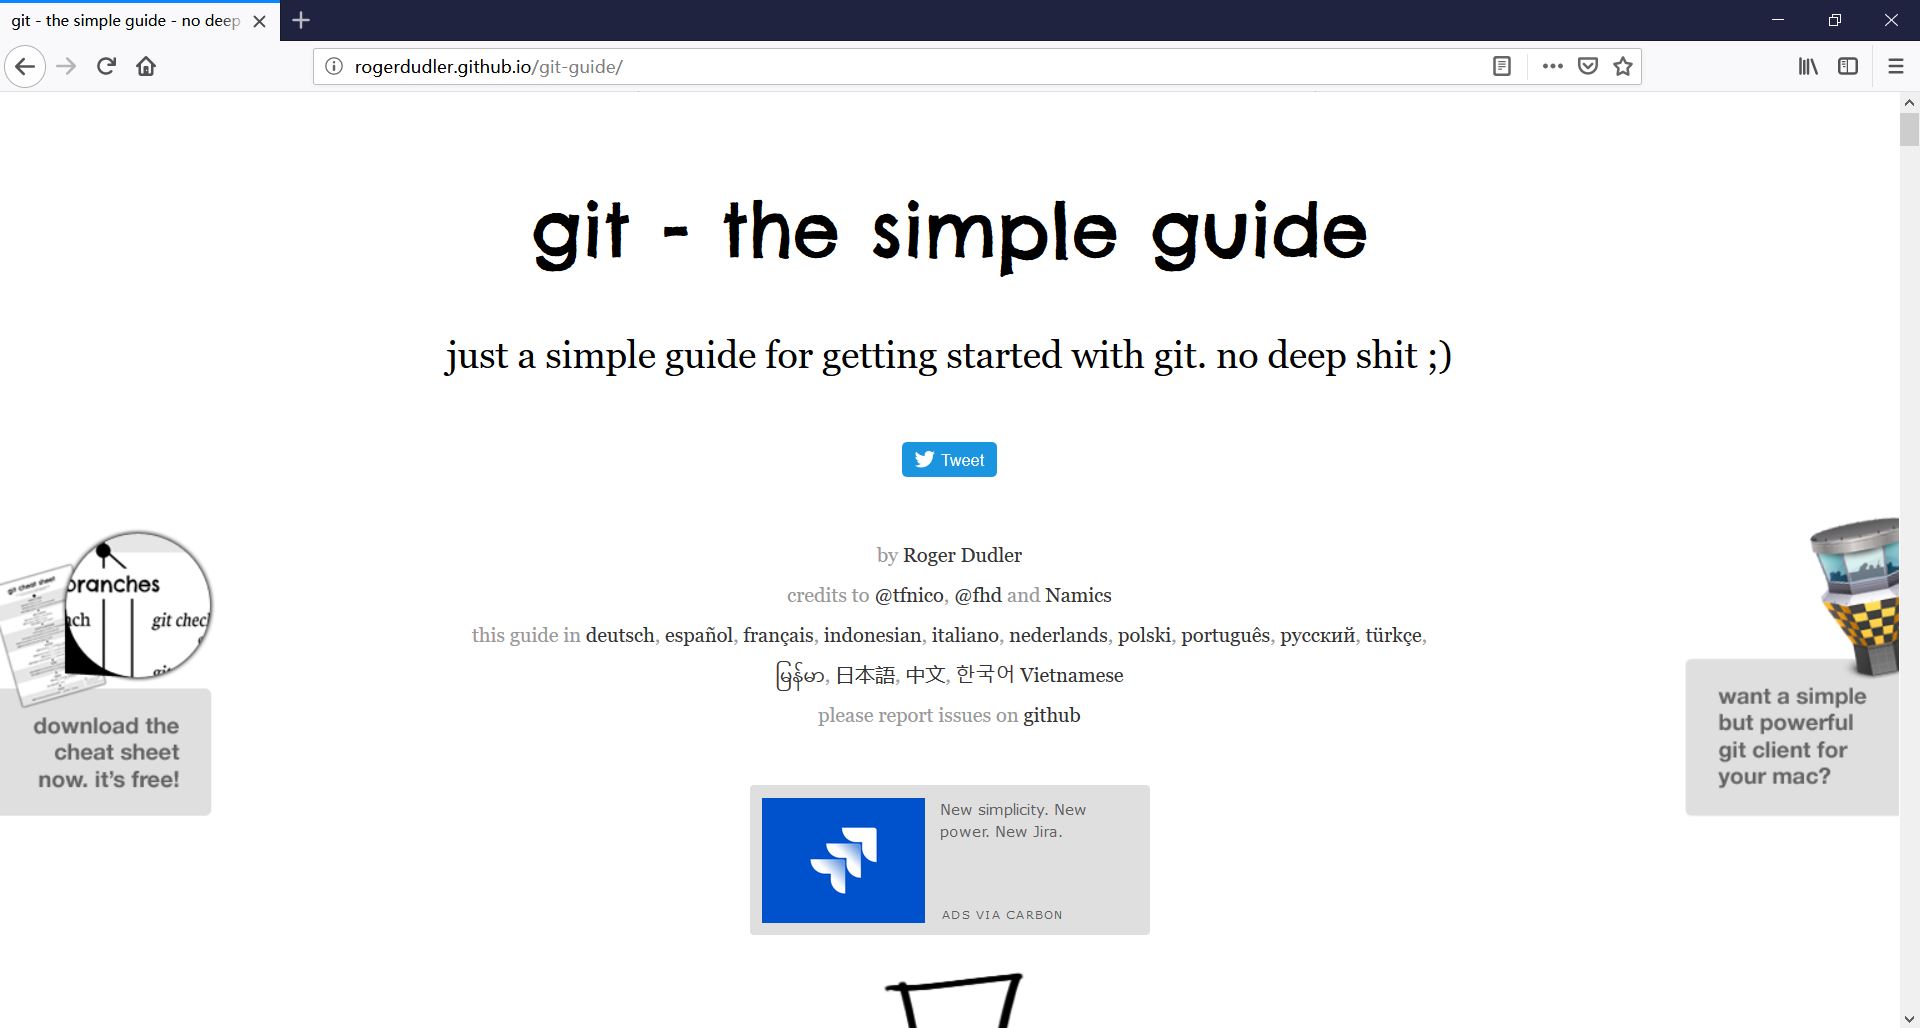 git - the simple guide - no deep
rogerdudler.github.io/git-guide/
git - the simple guide
just a simple guide for getting started with git. no deep shit ;)
Tweet
by Roger Dudler
credits to @tfnico, @fhd and Namics
this guide in deutsch, español, français, indonesian, italiano, nederlands, polski, português, русский, türkçe,
မြန်မာ, 日本語, 中文, 한국어 Vietnamese
please report issues on github
git cheat sheet
branches
git chec
download the
cheat sheet
now. it's free!
want a simple
but powerful
git client for
your mac?
New simplicity. New
power. New Jira.
ADS VIA CARBON